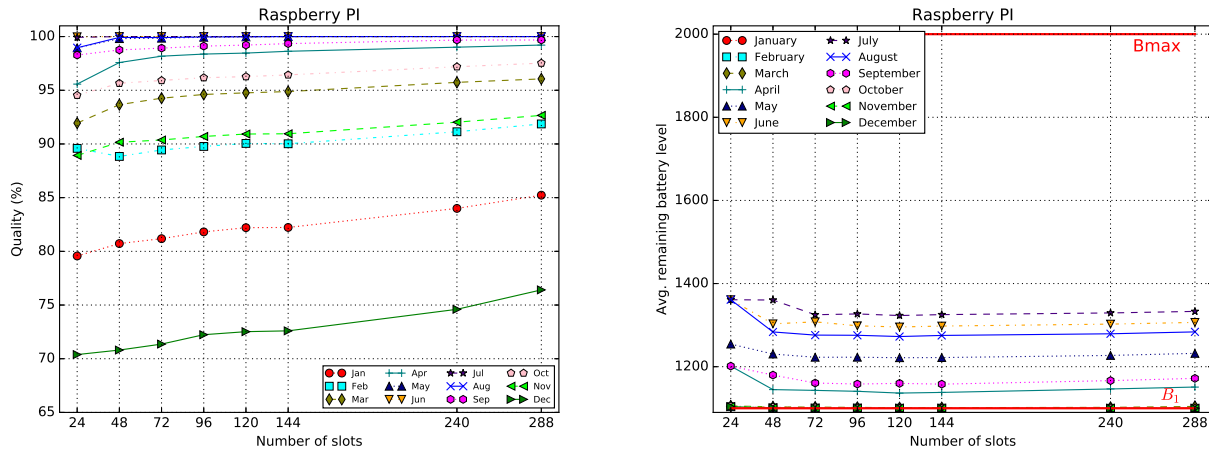 Raspberry PI
100
95
90
85
80
75
70
65
Quality (%)
24 48 72 96 120 144 240 288
Number of slots
Jan Apr Jul Oct
Feb May Aug Nov
Mar Jun Sep Dec
Raspberry PI
2000
1800
1600
1400
1200
Avg. remaining battery level
Bmax
January July
February August
March September
April October
May November
June December
B1
24 48 72 96 120 144 240 288
Number of slots